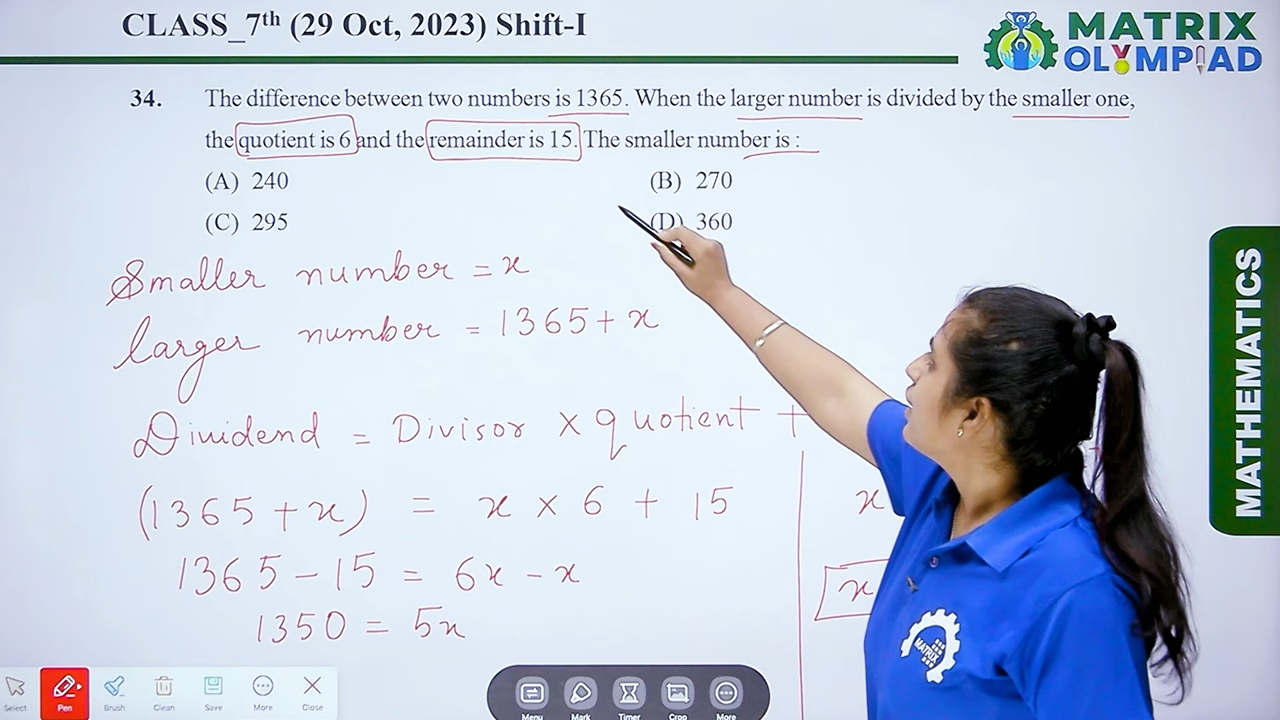 CLASS_7th (29 Oct, 2023) Shift-I
MATRIX
OLYMPIAD
34. The difference between two numbers is 1365. When the larger number is divided by the smaller one,
the quotient is 6 and the remainder is 15. The smaller number is :
(A) 240 (B) 270
(C) 295 (D) 360
Smaller number = x
larger number = 1365 + x
Dividend = Divisor × quotient +
(1365 + x) = x × 6 + 15
1365 - 15 = 6x - x
1350 = 5x
x
x
MATHEMATICS
MATRIX
Select Pen Brush Clean Save More Close
Menu Mark Timer Crop More